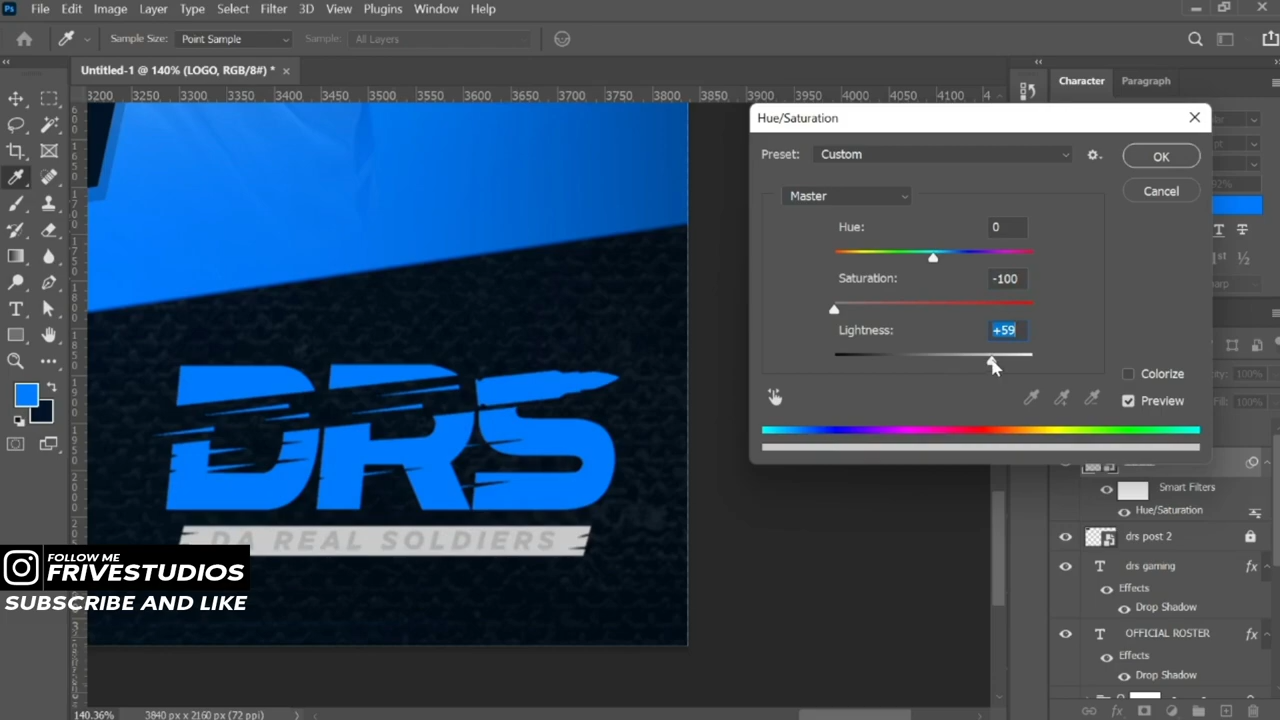 Ps File Edit Image Layer Type Select Filter 3D View Plugins Window Help
Sample Size: Point Sample Sample: All Layers
Untitled-1 @ 140% (LOGO, RGB/8#) *
Character Paragraph
3200 3250 3300 3350 3400 3450 3500 3550 3600 3650 3700 3750 3800 3850 3900 3950 4000 4050 4100
Hue/Saturation
Preset: Custom
OK
Master
Cancel
Hue: 0
Saturation: -100
Lightness: +59
Colorize
Preview
DRS
DA REAL SOLDIERS
FOLLOW ME
FRIVESTUDIOS
SUBSCRIBE AND LIKE
Smart Filters
Hue/Saturation
drs post 2
drs gaming fx
Effects
Drop Shadow
OFFICIAL ROSTER fx
Effects
Drop Shadow
140.36% 3840 px x 2160 px (72 ppi)